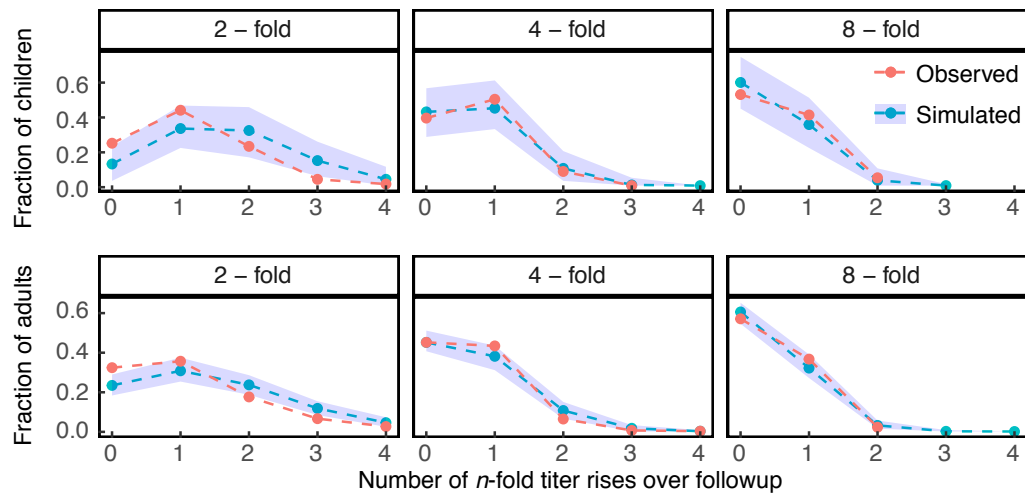 2 – fold 4 – fold 8 – fold
Fraction of children
0.6
0.4
0.2
0.0
Observed
Simulated
0 1 2 3 4 0 1 2 3 4 0 1 2 3 4
2 – fold 4 – fold 8 – fold
Fraction of adults
0.6
0.4
0.2
0.0
0 1 2 3 4 0 1 2 3 4 0 1 2 3 4
Number of n-fold titer rises over followup